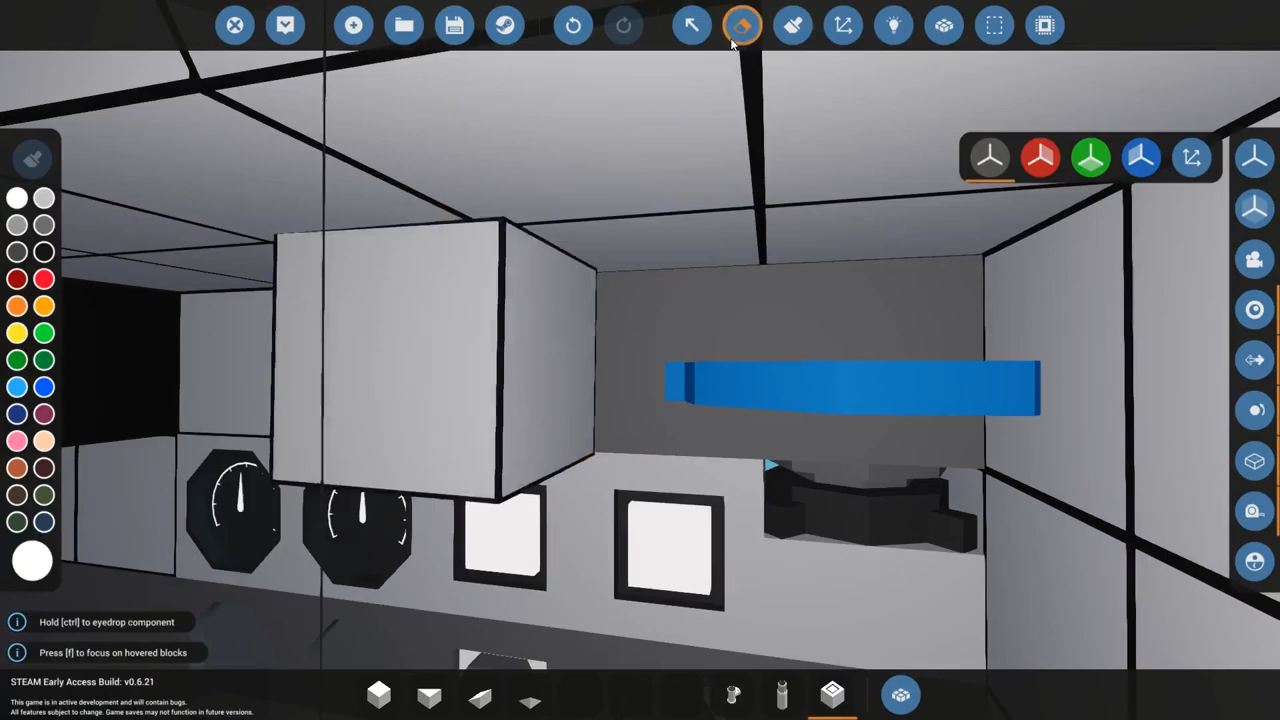 Hold [ctrl] to eyedrop component
Press [f] to focus on hovered blocks
STEAM Early Access Build: v0.6.21
This game is in active development and will contain bugs.
All features subject to change. Game saves may not function in future versions.